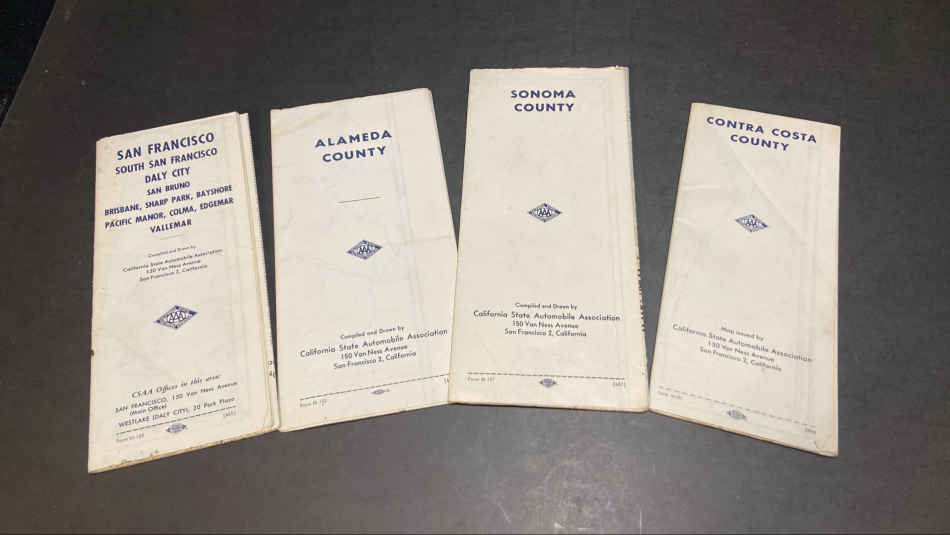 SAN FRANCISCO
SOUTH SAN FRANCISCO
DALY CITY
SAN BRUNO
BRISBANE, SHARP PARK, BAYSHORE
PACIFIC MANOR, COLMA, EDGEMAR
VALLEMAR
Compiled and Drawn by
California State Automobile Association
150 Van Ness Avenue
San Francisco 2, California
CSAA Offices in this area:
SAN FRANCISCO, 150 Van Ness Avenue
(Main Office)
WESTLAKE (DALY CITY), 20 Park Plaza
ALAMEDA
COUNTY
AAA
Compiled and Drawn by
California State Automobile Association
150 Van Ness Avenue
San Francisco 2, California
SONOMA
COUNTY
AAA
Compiled and Drawn by
California State Automobile Association
150 Van Ness Avenue
San Francisco 2, California
CONTRA COSTA
COUNTY
AAA
Map issued by
California State Automobile Association
150 Van Ness Avenue
San Francisco 2, California